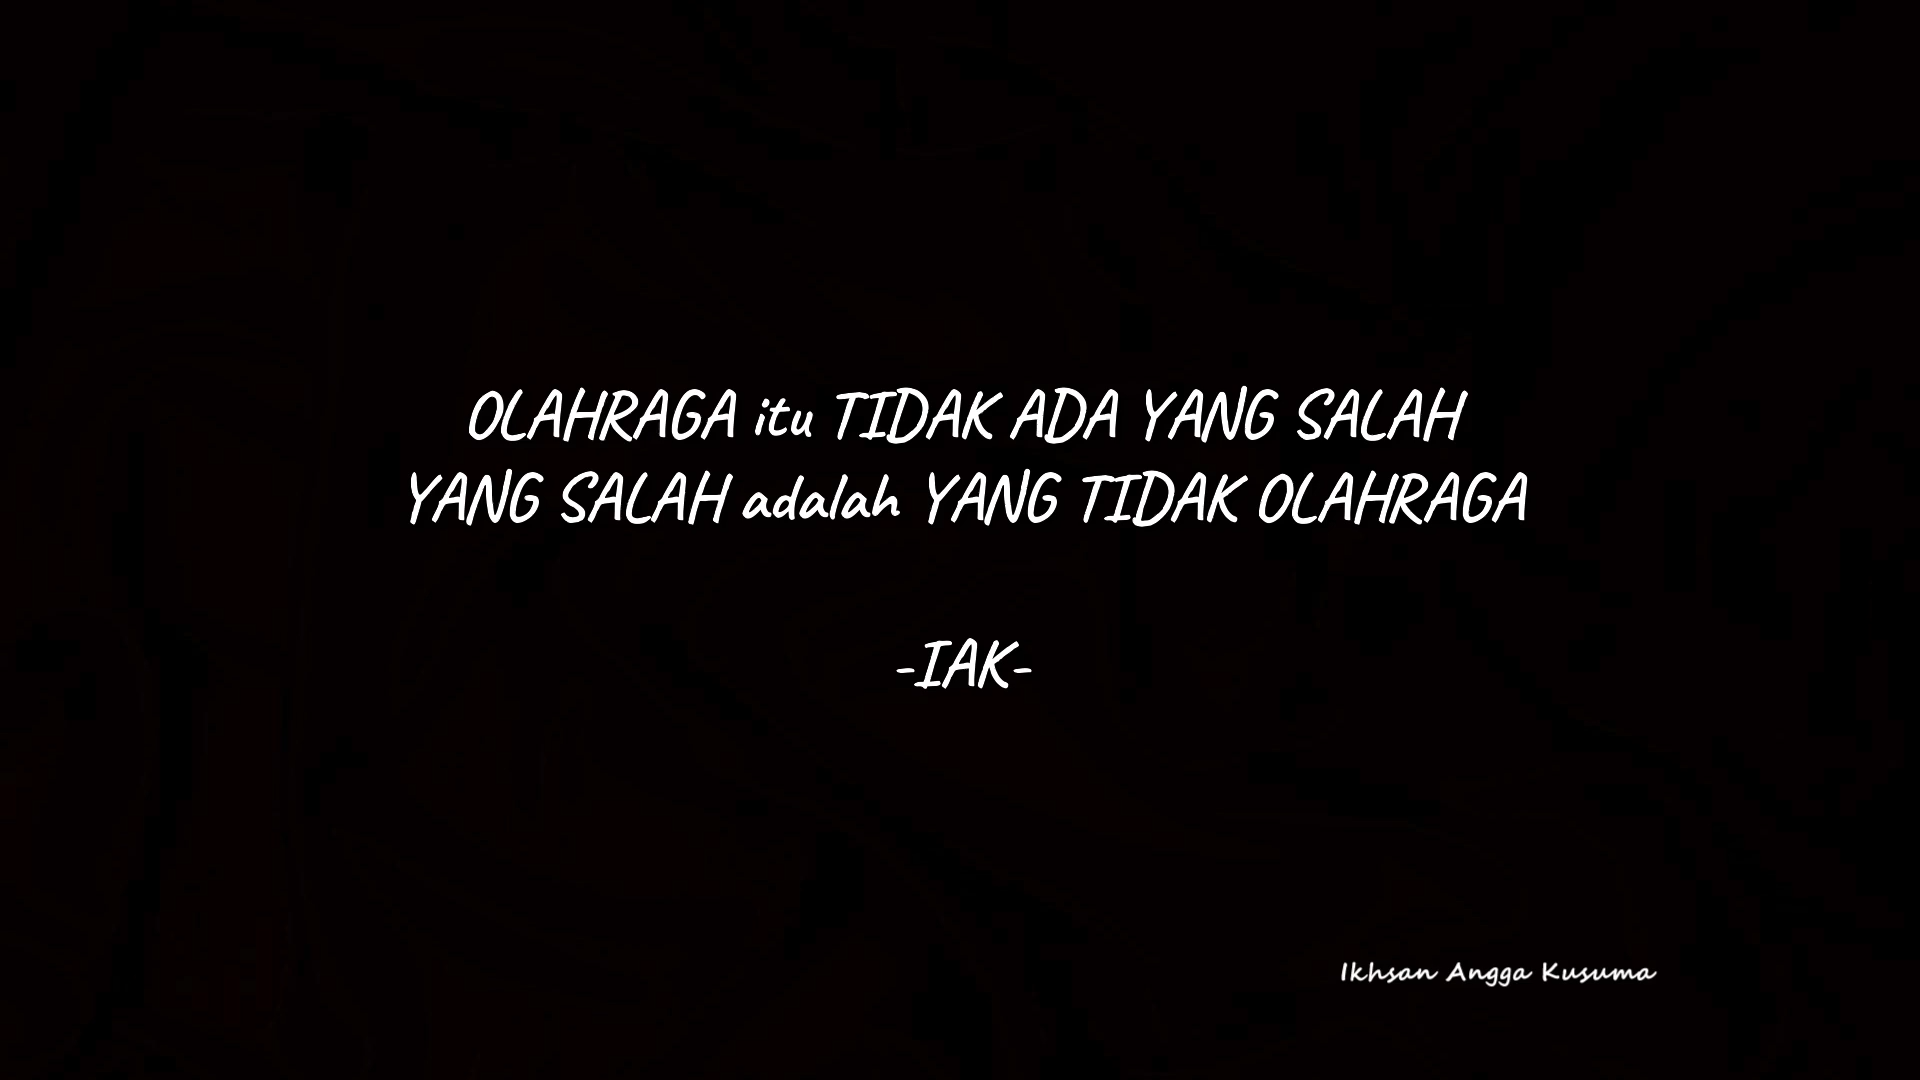 OLAHRAGA itu TIDAK ADA YANG SALAH
YANG SALAH adalah YANG TIDAK OLAHRAGA
-IAK-
Ikhsan Angga Kusuma